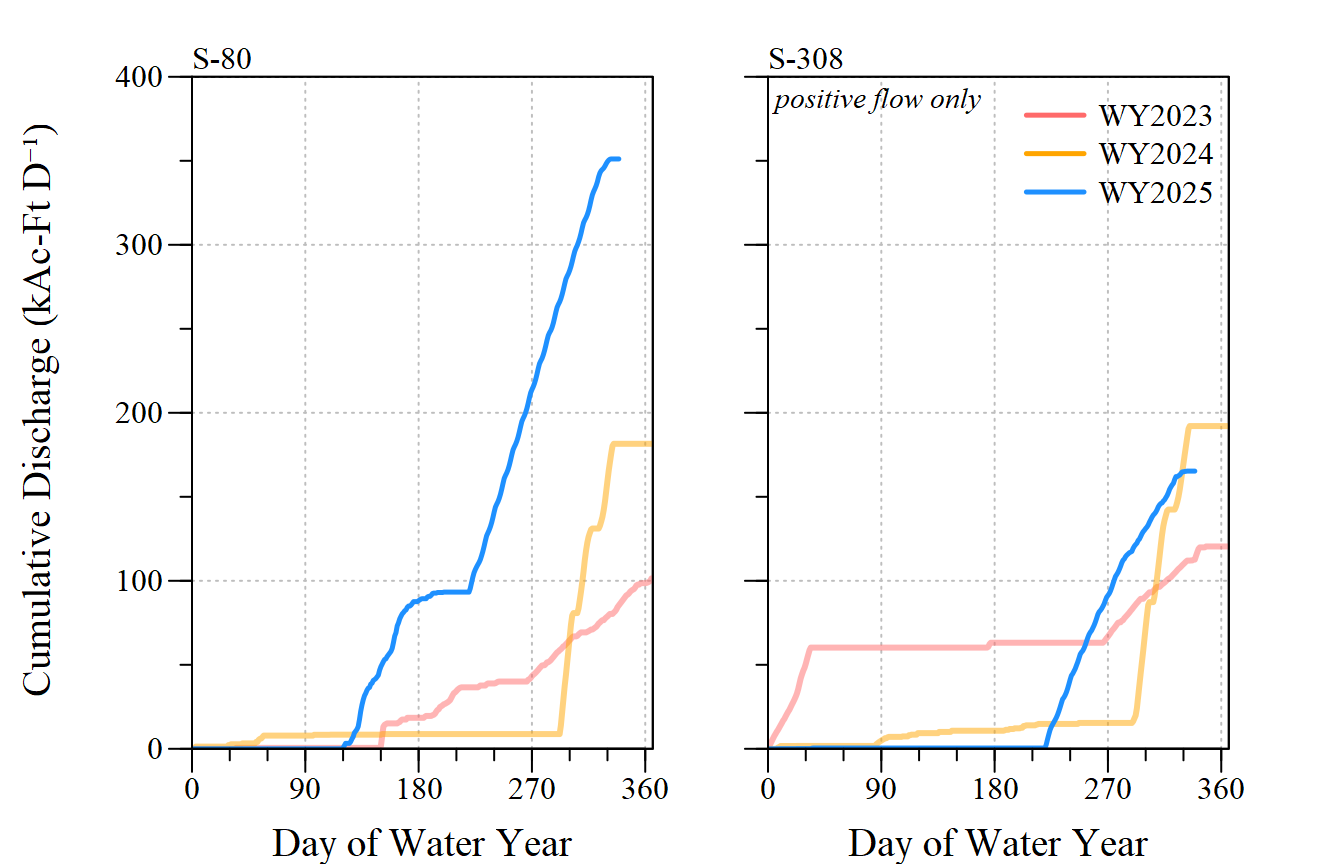 S-80
400
300
200
100
0
0 90 180 270 360
Day of Water Year
Cumulative Discharge (kAc-Ft D⁻¹)
S-308
positive flow only
WY2023
WY2024
WY2025
0 90 180 270 360
Day of Water Year